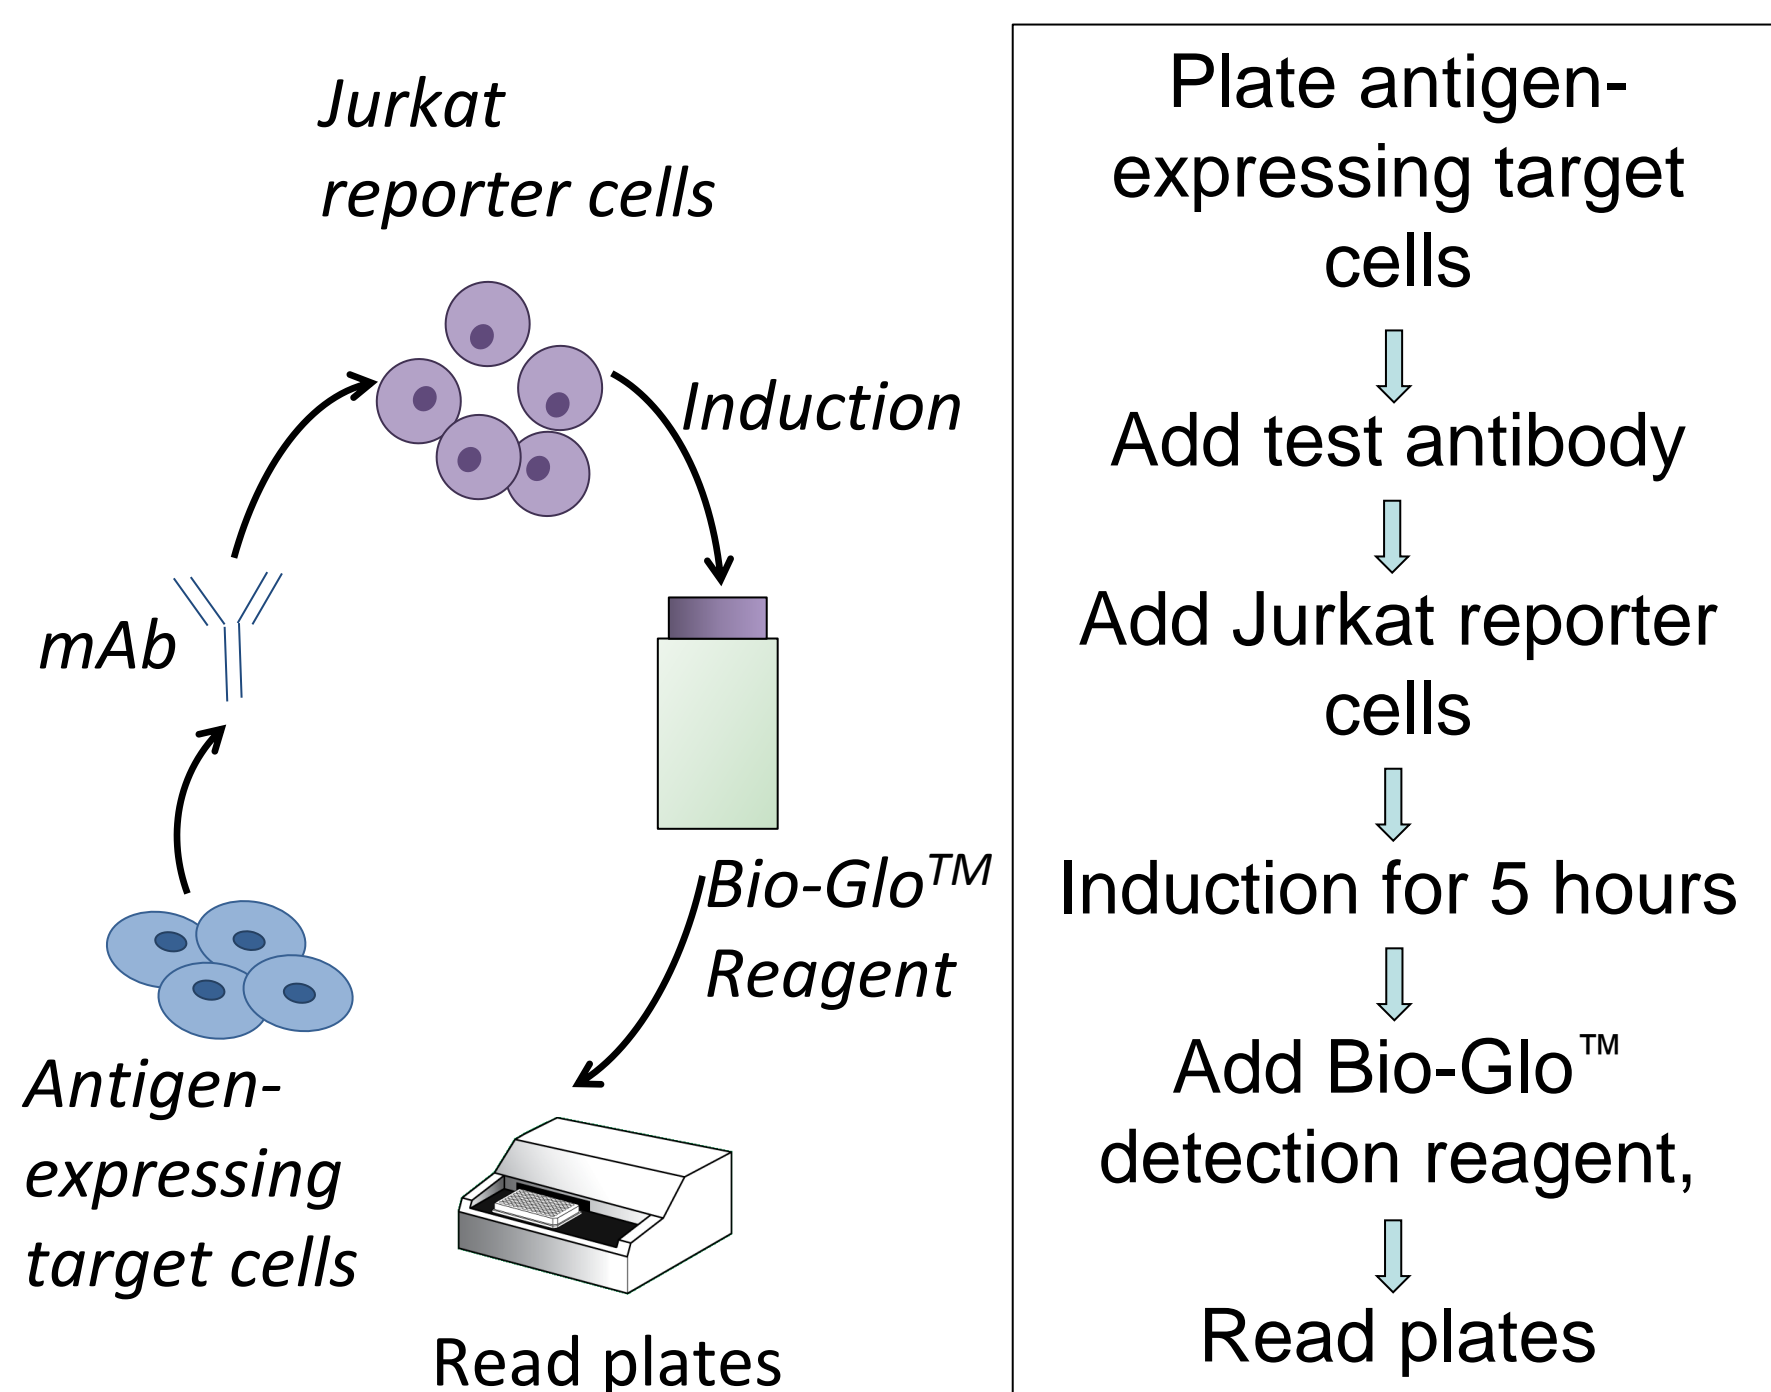 Jurkat
reporter cells
Induction
mAb
Bio-Glo™
Reagent
Antigen-
expressing
target cells
Read plates
Plate antigen-
expressing target
cells
Add test antibody
Add Jurkat reporter
cells
Induction for 5 hours
Add Bio-Glo™
detection reagent,
Read plates